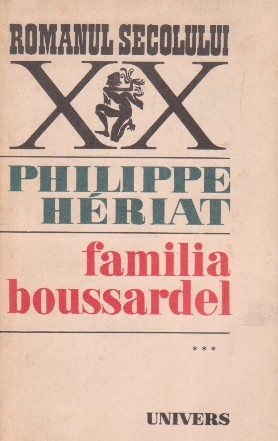 ROMANUL SECOLULUI
XX
PHILIPPE
HÉRIAT
familia
boussardel
***
UNIVERS